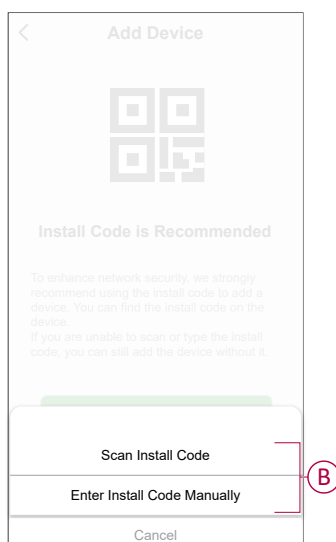 Add Device
Install Code is Recommended
To enhance network security, we strongly
recommend using the install code to add a
device. You can find the install code on the
device.
If you are unable to scan or type the install
code, you can still add the device without it.
Scan Install Code
B
Enter Install Code Manually
Cancel